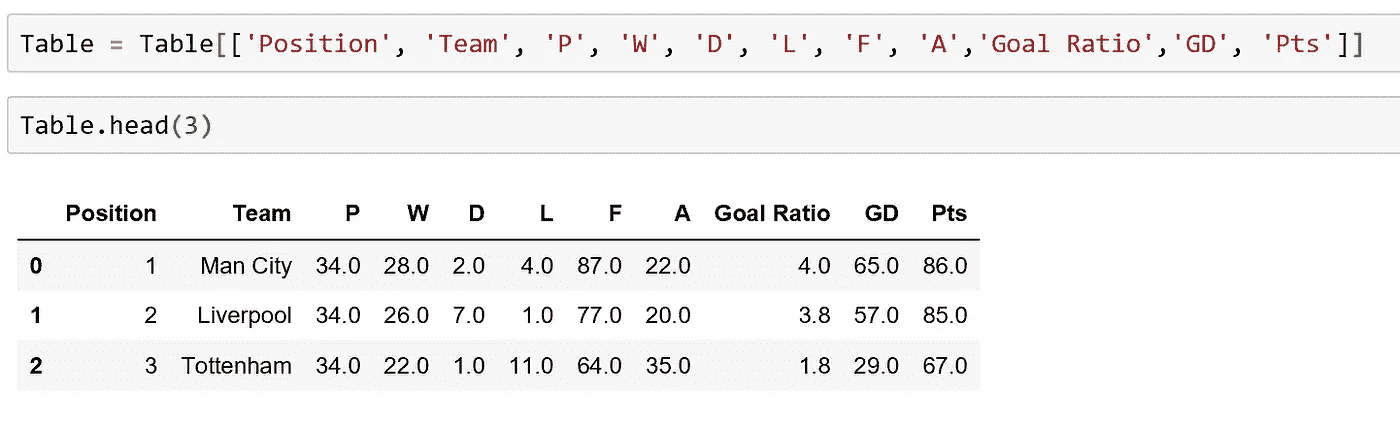 Table = Table[['Position', 'Team', 'P', 'W', 'D', 'L', 'F', 'A','Goal Ratio','GD', 'Pts']]
Table.head(3)
Position Team P W D L F A Goal Ratio GD Pts
0 1 Man City 34.0 28.0 2.0 4.0 87.0 22.0 4.0 65.0 86.0
1 2 Liverpool 34.0 26.0 7.0 1.0 77.0 20.0 3.8 57.0 85.0
2 3 Tottenham 34.0 22.0 1.0 11.0 64.0 35.0 1.8 29.0 67.0